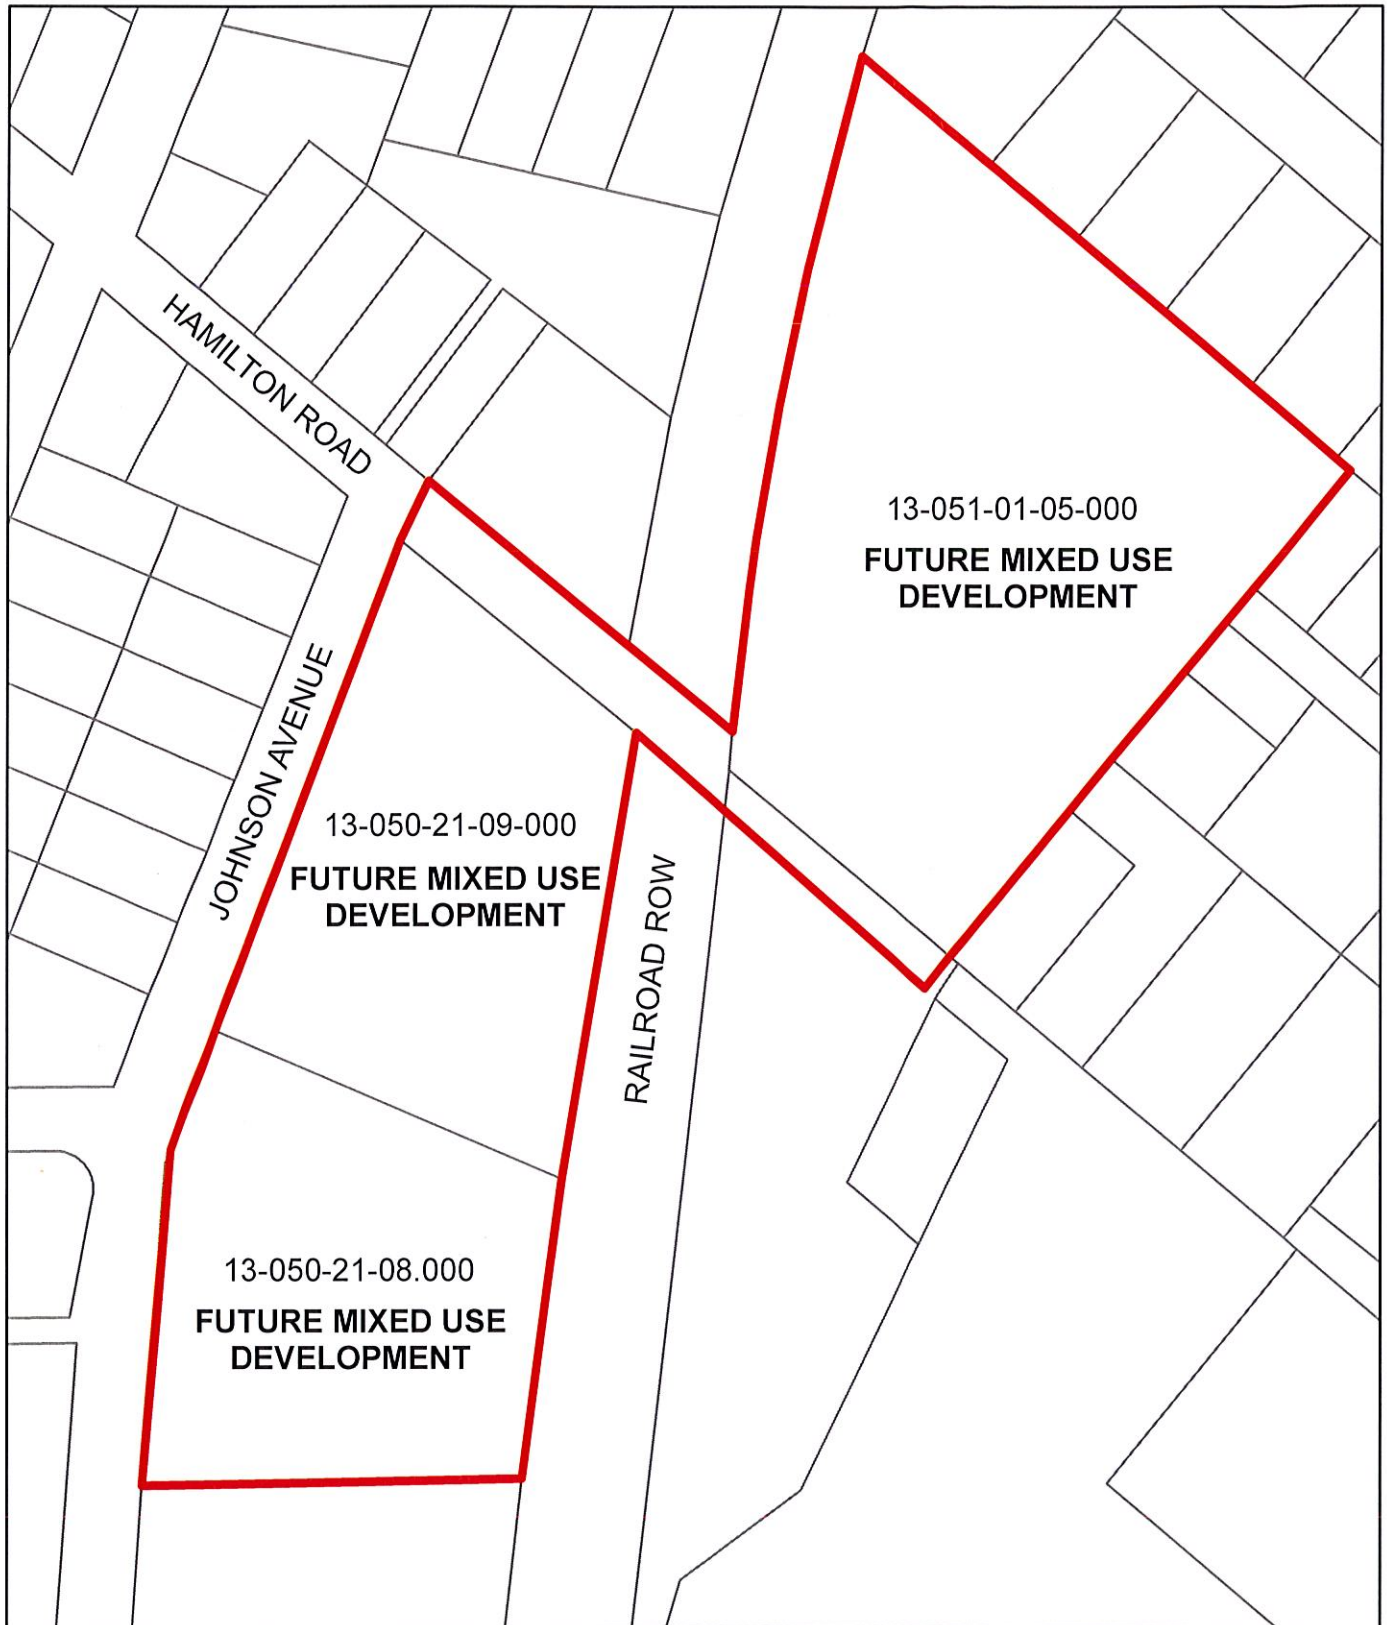 HAMILTON ROAD
13-051-01-05-000
FUTURE MIXED USE
DEVELOPMENT
JOHNSON AVENUE
13-050-21-09-000
FUTURE MIXED USE
DEVELOPMENT
RAILROAD ROW
13-050-21-08.000
FUTURE MIXED USE
DEVELOPMENT